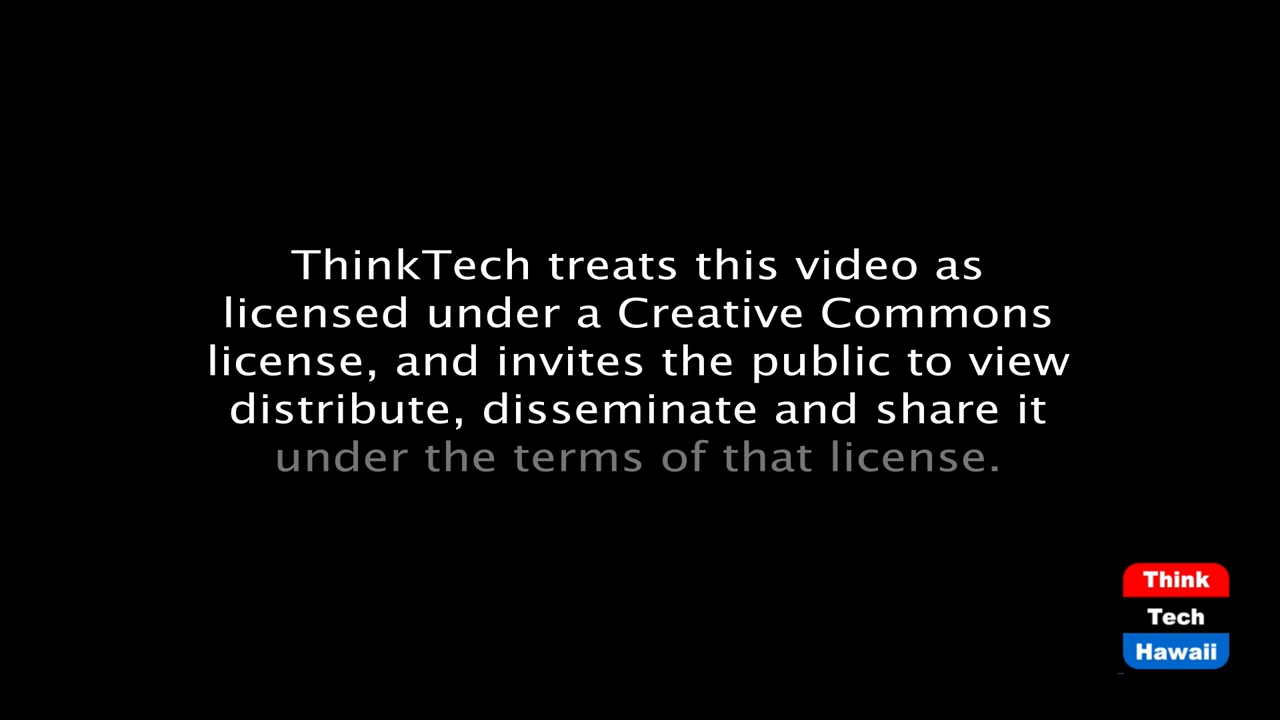 ThinkTech treats this video as
licensed under a Creative Commons
license, and invites the public to view
distribute, disseminate and share it
under the terms of that license.
Think
Tech
Hawaii